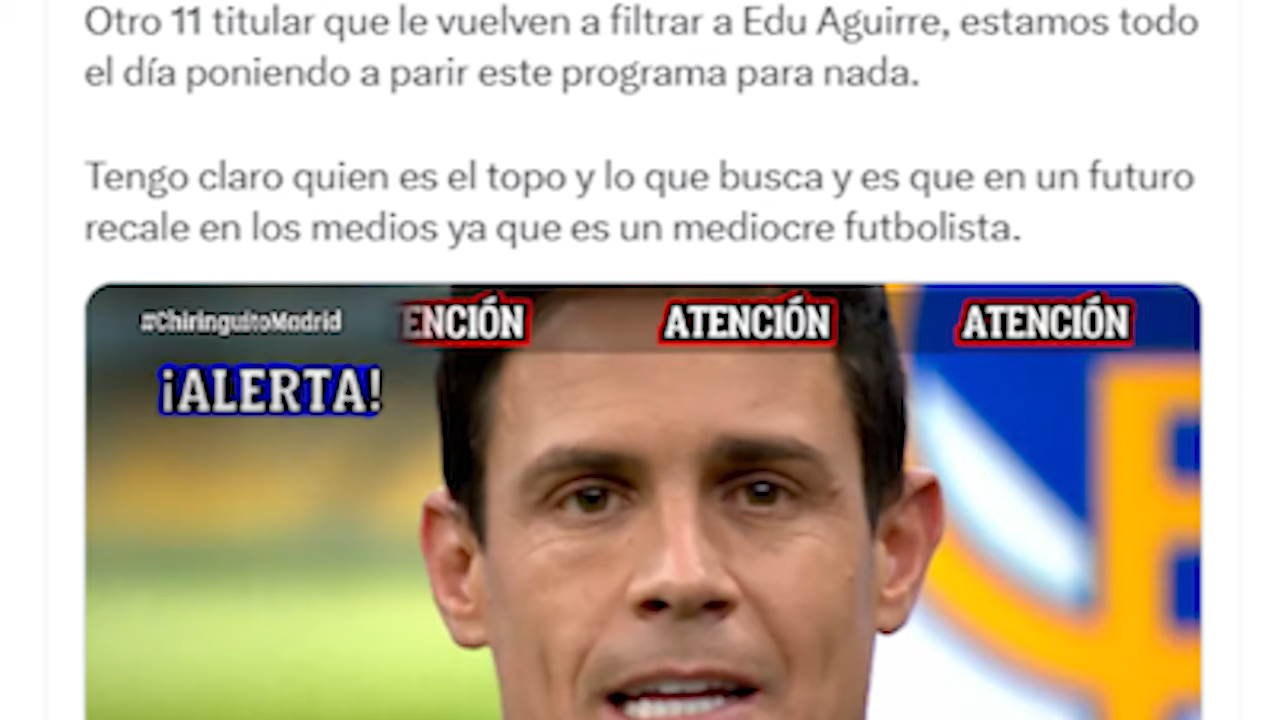 Otro 11 titular que le vuelven a filtrar a Edu Aguirre, estamos todo
el día poniendo a parir este programa para nada.
Tengo claro quien es el topo y lo que busca y es que en un futuro
recale en los medios ya que es un mediocre futbolista.
#ChiringuitoMadrid ENCIÓN ATENCIÓN ATENCIÓN
¡ALERTA!